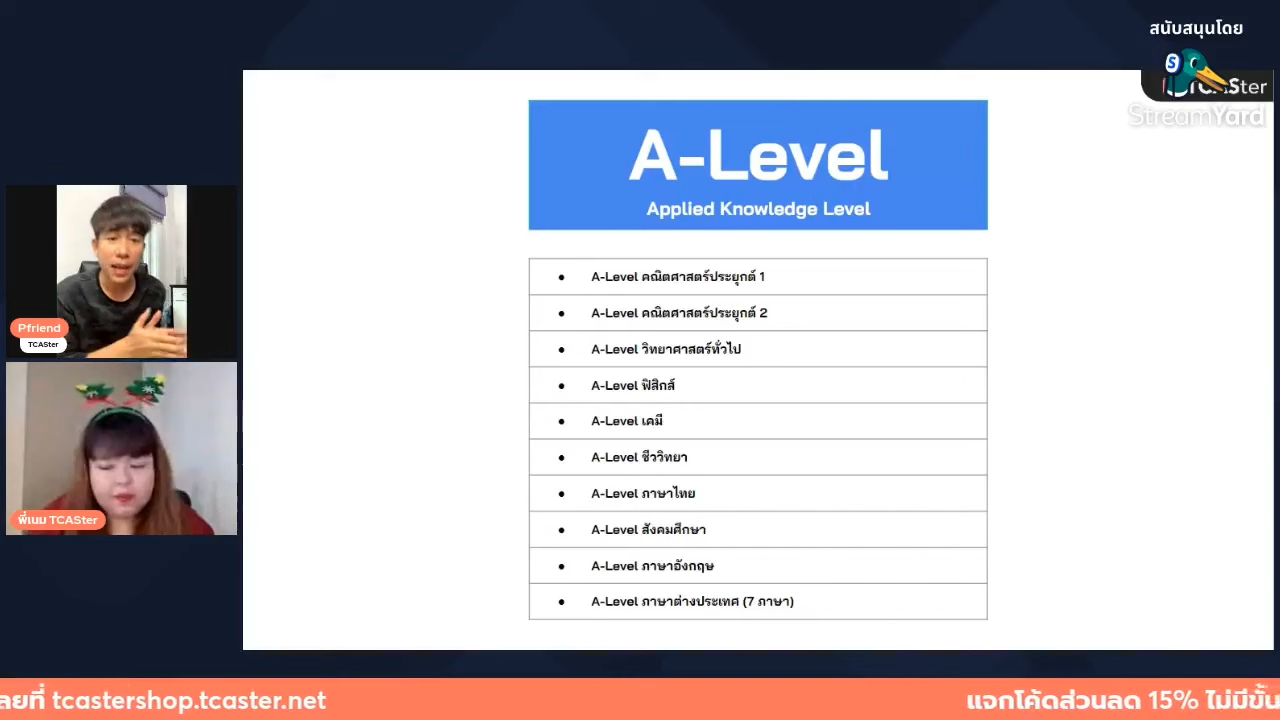 สนับสนุนโดย
StreamYard
A-Level
Applied Knowledge Level
A-Level คณิตศาสตร์ประยุกต์ 1
A-Level คณิตศาสตร์ประยุกต์ 2
A-Level วิทยาศาสตร์ทั่วไป
A-Level ฟิสิกส์
A-Level เคมี
A-Level ชีววิทยา
A-Level ภาษาไทย
A-Level สังคมศึกษา
A-Level ภาษาอังกฤษ
A-Level ภาษาต่างประเทศ (7 ภาษา)
Pfriend
TCASter
พี่เนม TCASter
ลยที่ tcastershop.tcaster.net
แจกโค้ดส่วนลด 15% ไม่มีขั้น